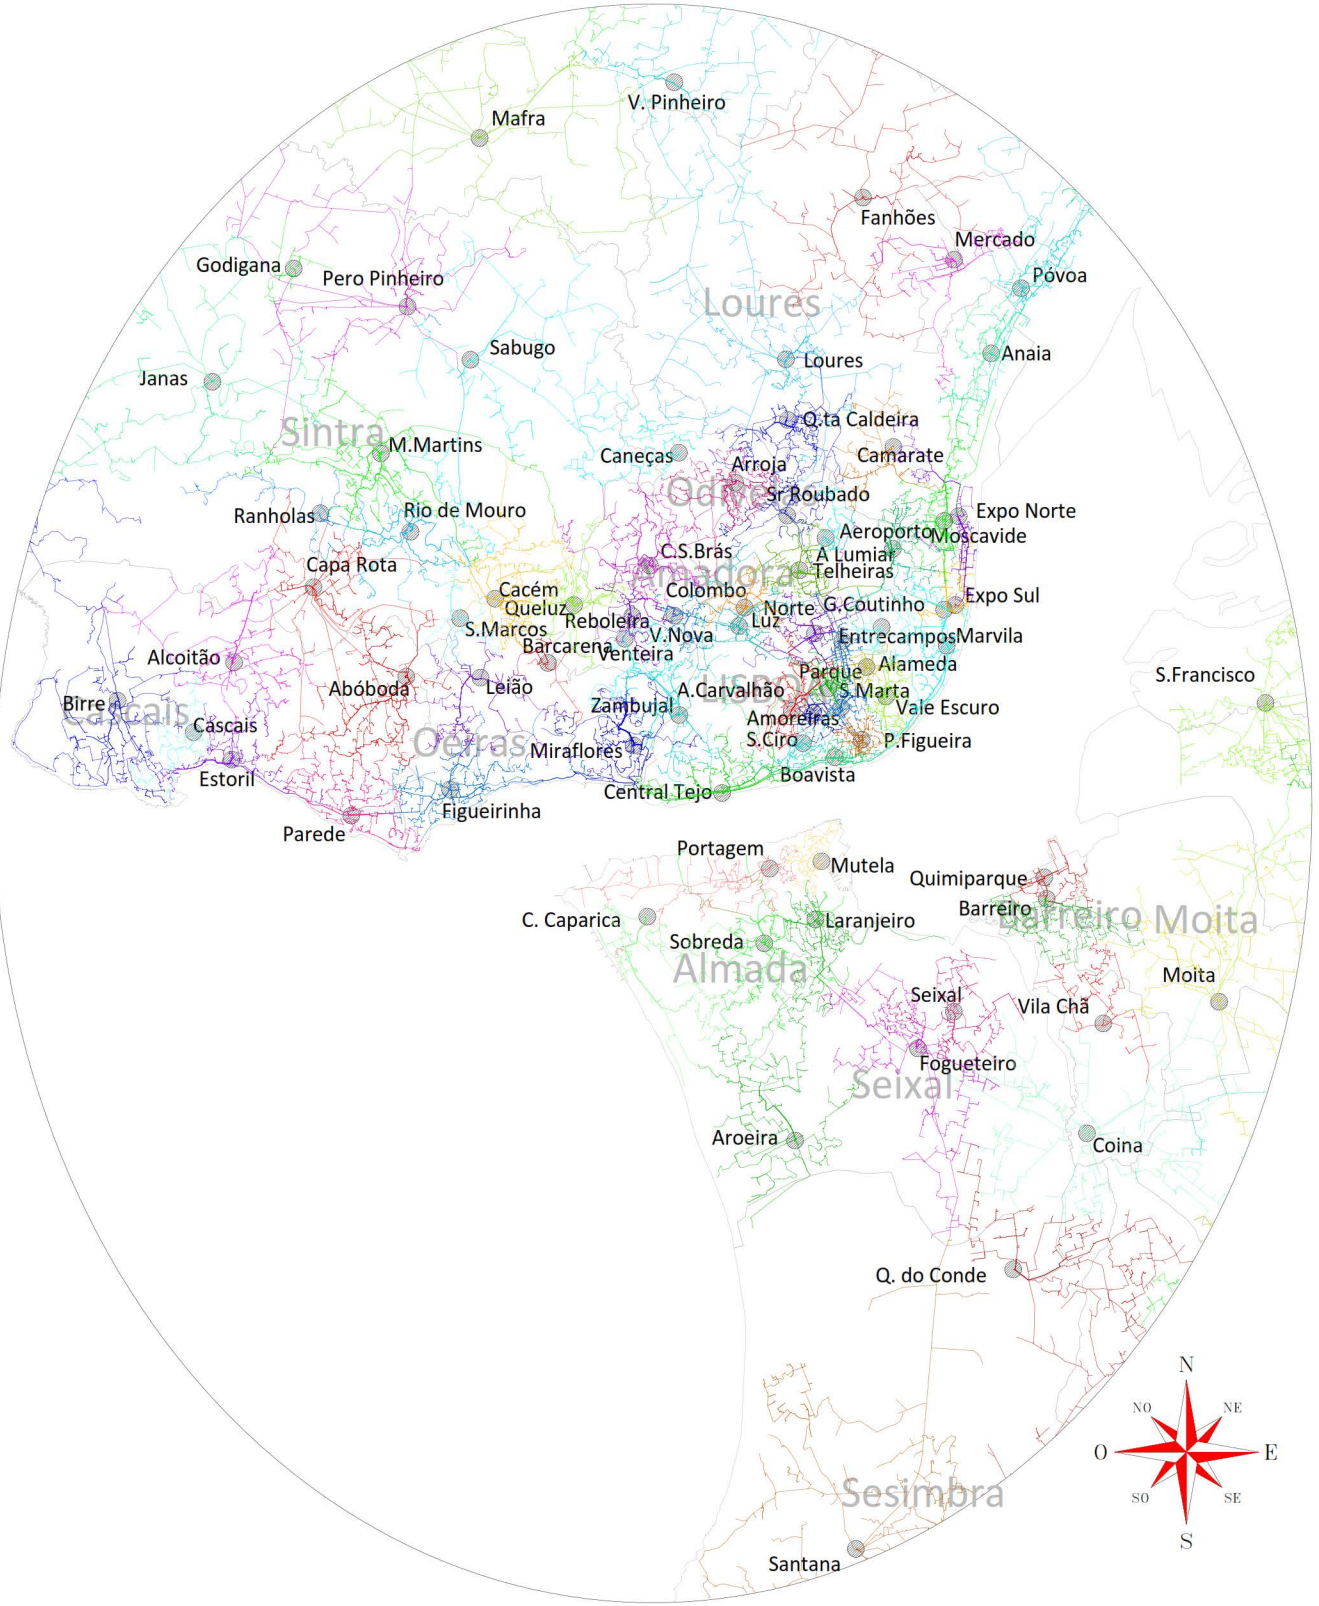 V. Pinheiro
Mafra
Fanhões
Mercado
Godigana
Pero Pinheiro
Póvoa
Loures
Sabugo
Anaia
Loures
Janas
Q.ta Caldeira
Sintra
M.Martins
Caneças
Camarate
Arroja
Odivelas
Sr Roubado
Ranholas
Rio de Mouro
Expo Norte
Aeroporto
Moscavide
C.S.Brás
A Lumiar
Capa Rota
Amadora
Telheiras
Cacém
Colombo
Expo Sul
Queluz
Norte
G.Coutinho
Reboleira
Luz
S.Marcos
V.Nova
Entrecampos
Marvila
Barcarena
Venteira
Alcoitão
Parque
Alameda
S.Francisco
Abóboda
Leião
A.Carvalhão
LISBOA
S.Marta
Birre
Cascais
Zambujal
Vale Escuro
Cascais
Amoreiras
Oeiras
Miraflores
S.Ciro
P.Figueira
Estoril
Boavista
Central Tejo
Figueirinha
Parede
Portagem
Mutela
Quimiparque
Barreiro
Barreiro
Moita
C. Caparica
Laranjeiro
Sobreda
Almada
Moita
Seixal
Vila Chã
Fogueteiro
Seixal
Aroeira
Coina
Q. do Conde
N
NO
NE
O
E
SO
SE
S
Sesimbra
Santana